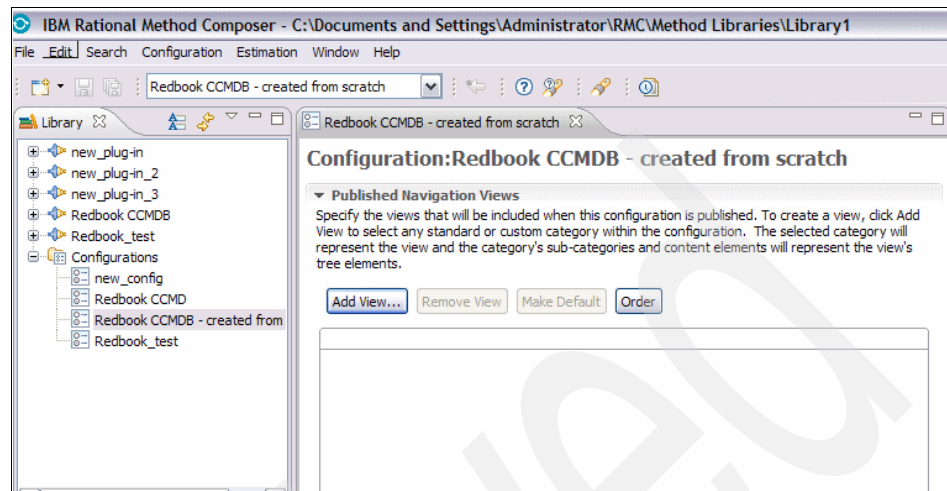 IBM Rational Method Composer - C:\Documents and Settings\Administrator\RMC\Method Libraries\Library1
File Edit Search Configuration Estimation Window Help
Redbook CCMDB - created from scratch
Library
Redbook CCMDB - created from scratch
new_plug-in
new_plug-in_2
new_plug-in_3
Redbook CCMDB
Redbook_test
Configurations
new_config
Redbook CCMD
Redbook CCMDB - created from
Redbook_test
Configuration:Redbook CCMDB - created from scratch
Published Navigation Views
Specify the views that will be included when this configuration is published. To create a view, click Add
View to select any standard or custom category within the configuration. The selected category will
represent the view and the category's sub-categories and content elements will represent the view's
tree elements.
Add View... Remove View Make Default Order